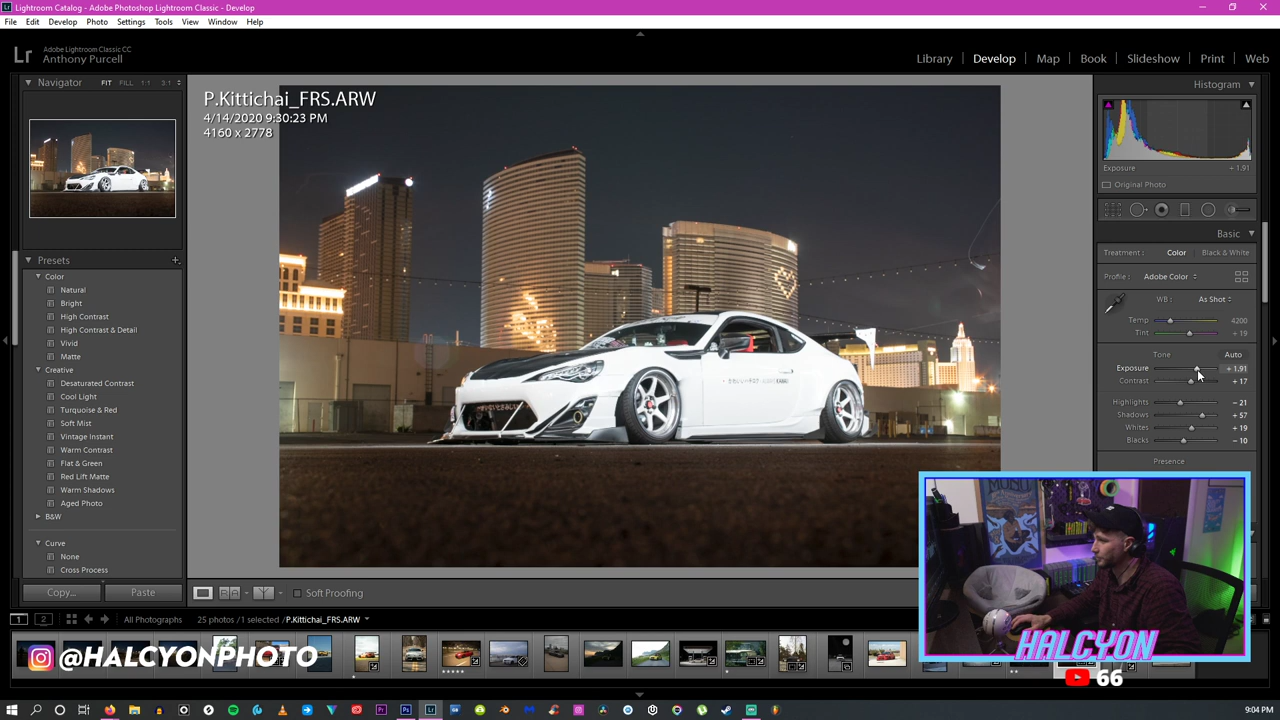 Lightroom Catalog - Adobe Photoshop Lightroom Classic - Develop
File Edit Develop Photo Settings Tools View Window Help
Lr
Adobe Lightroom Classic CC
Anthony Purcell
Library | Develop | Map | Book | Slideshow | Print | Web
Navigator FIT FILL 1:1 3:1
Presets
Color
Natural
Bright
High Contrast
High Contrast & Detail
Vivid
Matte
Creative
Desaturated Contrast
Cool Light
Turquoise & Red
Soft Mist
Vintage Instant
Warm Contrast
Flat & Green
Red Lift Matte
Warm Shadows
Aged Photo
B&W
Curve
None
Cross Process
Copy... Paste
P.Kittichai_FRS.ARW
4/14/2020 9:30:23 PM
4160 x 2778
Soft Proofing
Histogram
Exposure + 1.91
Original Photo
Basic
Treatment : Color Black & White
Profile : Adobe Color
WB : As Shot
Temp 4200
Tint + 19
Tone Auto
Exposure + 1.91
Contrast + 17
Highlights - 21
Shadows + 57
Whites + 19
Blacks - 10
Presence
1 2 All Photographs 25 photos /1 selected /P.Kittichai_FRS.ARW
@HALCYONPHOTO
HALCYON
66
9:04 PM